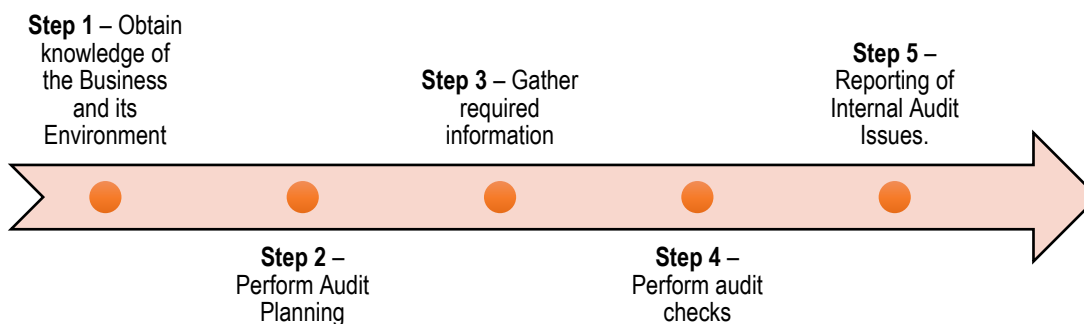 Step 1 – Obtain
knowledge of
the Business
and its
Environment
Step 2 –
Perform Audit
Planning
Step 3 – Gather
required
information
Step 4 –
Perform audit
checks
Step 5 –
Reporting of
Internal Audit
Issues.